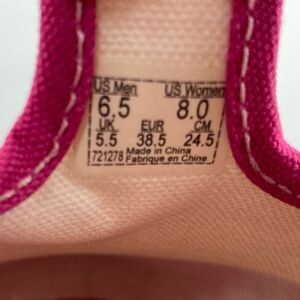 US Men US Women
6.5 8.0
UK EUR CM
5.5 38.5 24.5
721278 Made in China
Fabrique en Chine